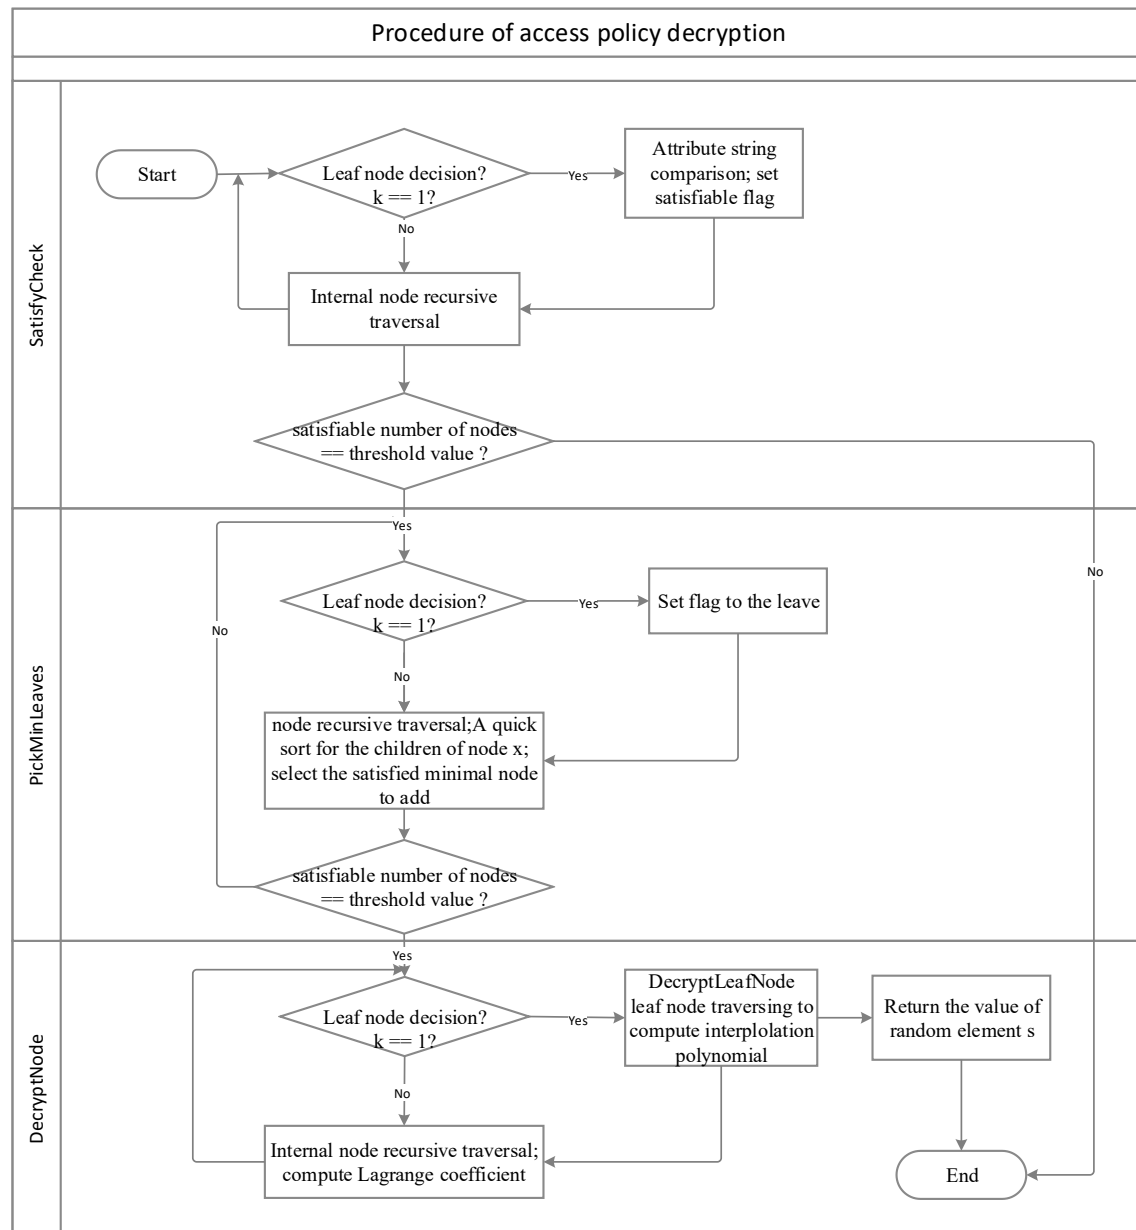 Procedure of access policy decryption
SatisfyCheck
Start
Leaf node decision?
k == 1?
Yes
Attribute string
comparison; set
satisfiable flag
No
Internal node recursive
traversal
satisfiable number of nodes
== threshold value ?
No
PickMinLeaves
Yes
Leaf node decision?
k == 1?
Yes
Set flag to the leave
No
No
node recursive traversal;A quick
sort for the children of node x;
select the satisfied minimal node
to add
satisfiable number of nodes
== threshold value ?
DecryptNode
Yes
Leaf node decision?
k == 1?
Yes
DecryptLeafNode
leaf node traversing to
compute interplolation
polynomial
Return the value of
random element s
No
Internal node recursive traversal;
compute Lagrange coefficient
End